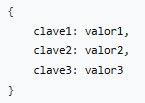 {
    clave1: valor1,
    clave2: valor2,
    clave3: valor3
}